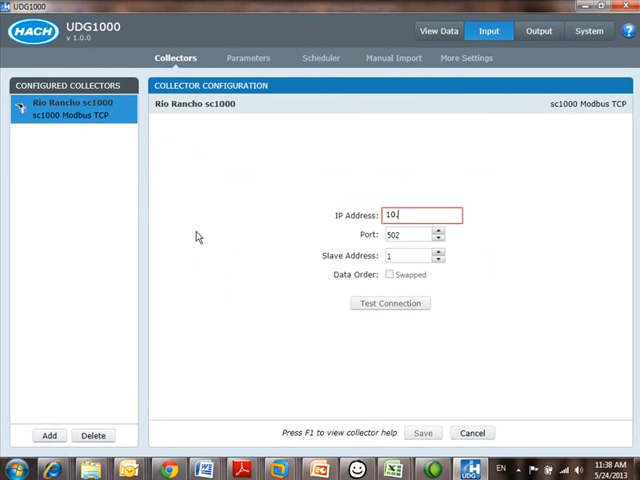 UDG1000
HACH
UDG1000
v 1.0.0
View Data
Input
Output
System
?
Collectors
Parameters
Scheduler
Manual Import
More Settings
CONFIGURED COLLECTORS
Rio Rancho sc1000
sc1000 Modbus TCP
Add
Delete
COLLECTOR CONFIGURATION
Rio Rancho sc1000
sc1000 Modbus TCP
IP Address: 10.
Port: 502
Slave Address: 1
Data Order: Swapped
Test Connection
Press F1 to view collector help
Save
Cancel
EN
11:38 AM
5/24/2013